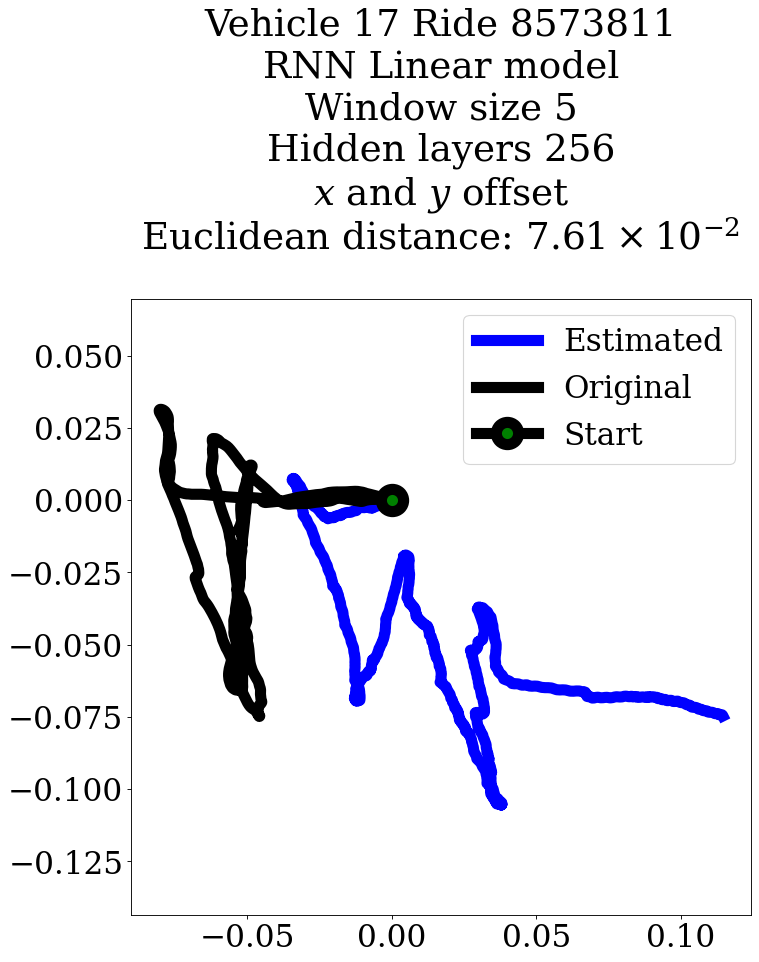 Vehicle 17 Ride 8573811
RNN Linear model
Window size 5
Hidden layers 256
x and y offset
Euclidean distance: 7.61 × 10⁻²
Estimated
Original
Start
0.050
0.025
0.000
−0.025
−0.050
−0.075
−0.100
−0.125
−0.05 0.00 0.05 0.10